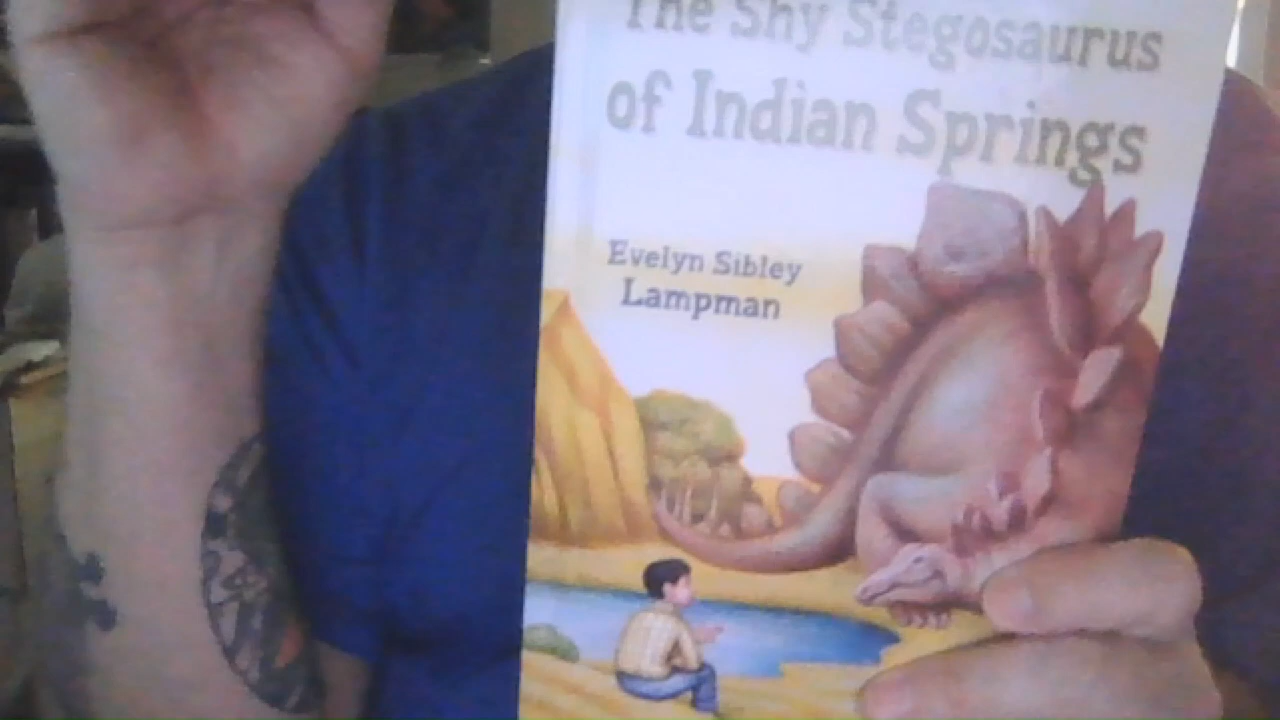 The Shy Stegosaurus
of Indian Springs
Evelyn Sibley
Lampman